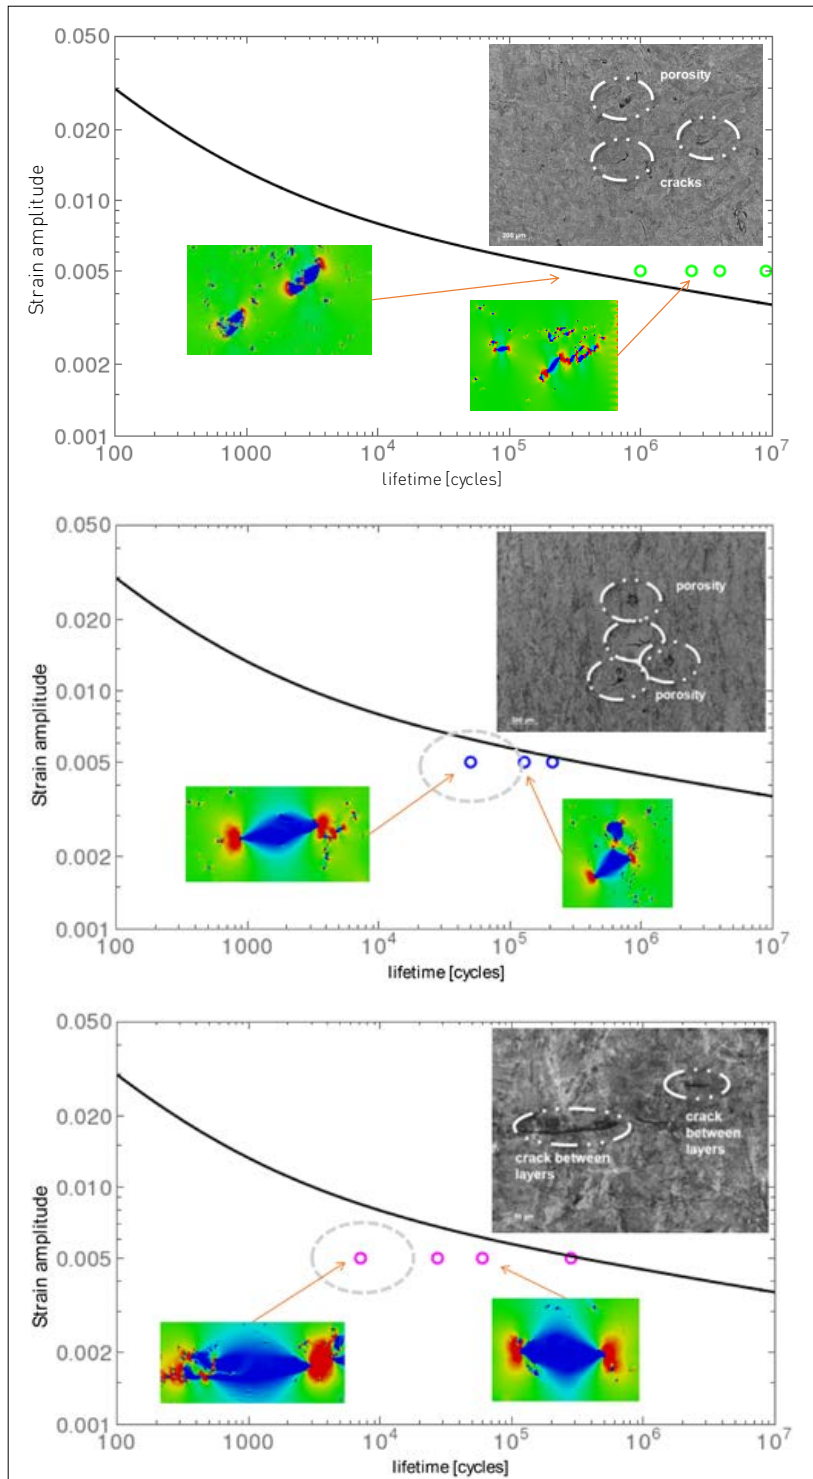 0.050
porosity
0.020
cracks
0.010
200 µm
0.005
0.002
0.001
100 1000 10⁴ 10⁵ 10⁶ 10⁷
Strain amplitude
lifetime [cycles]
0.050
porosity
0.020
porosity
0.010
0.005
0.002
0.001
100 1000 10⁴ 10⁵ 10⁶ 10⁷
Strain amplitude
lifetime [cycles]
0.050
crack
between
layers
0.020
crack between
layers
0.010
0.005
0.002
0.001
100 1000 10⁴ 10⁵ 10⁶ 10⁷
Strain amplitude
lifetime [cycles]